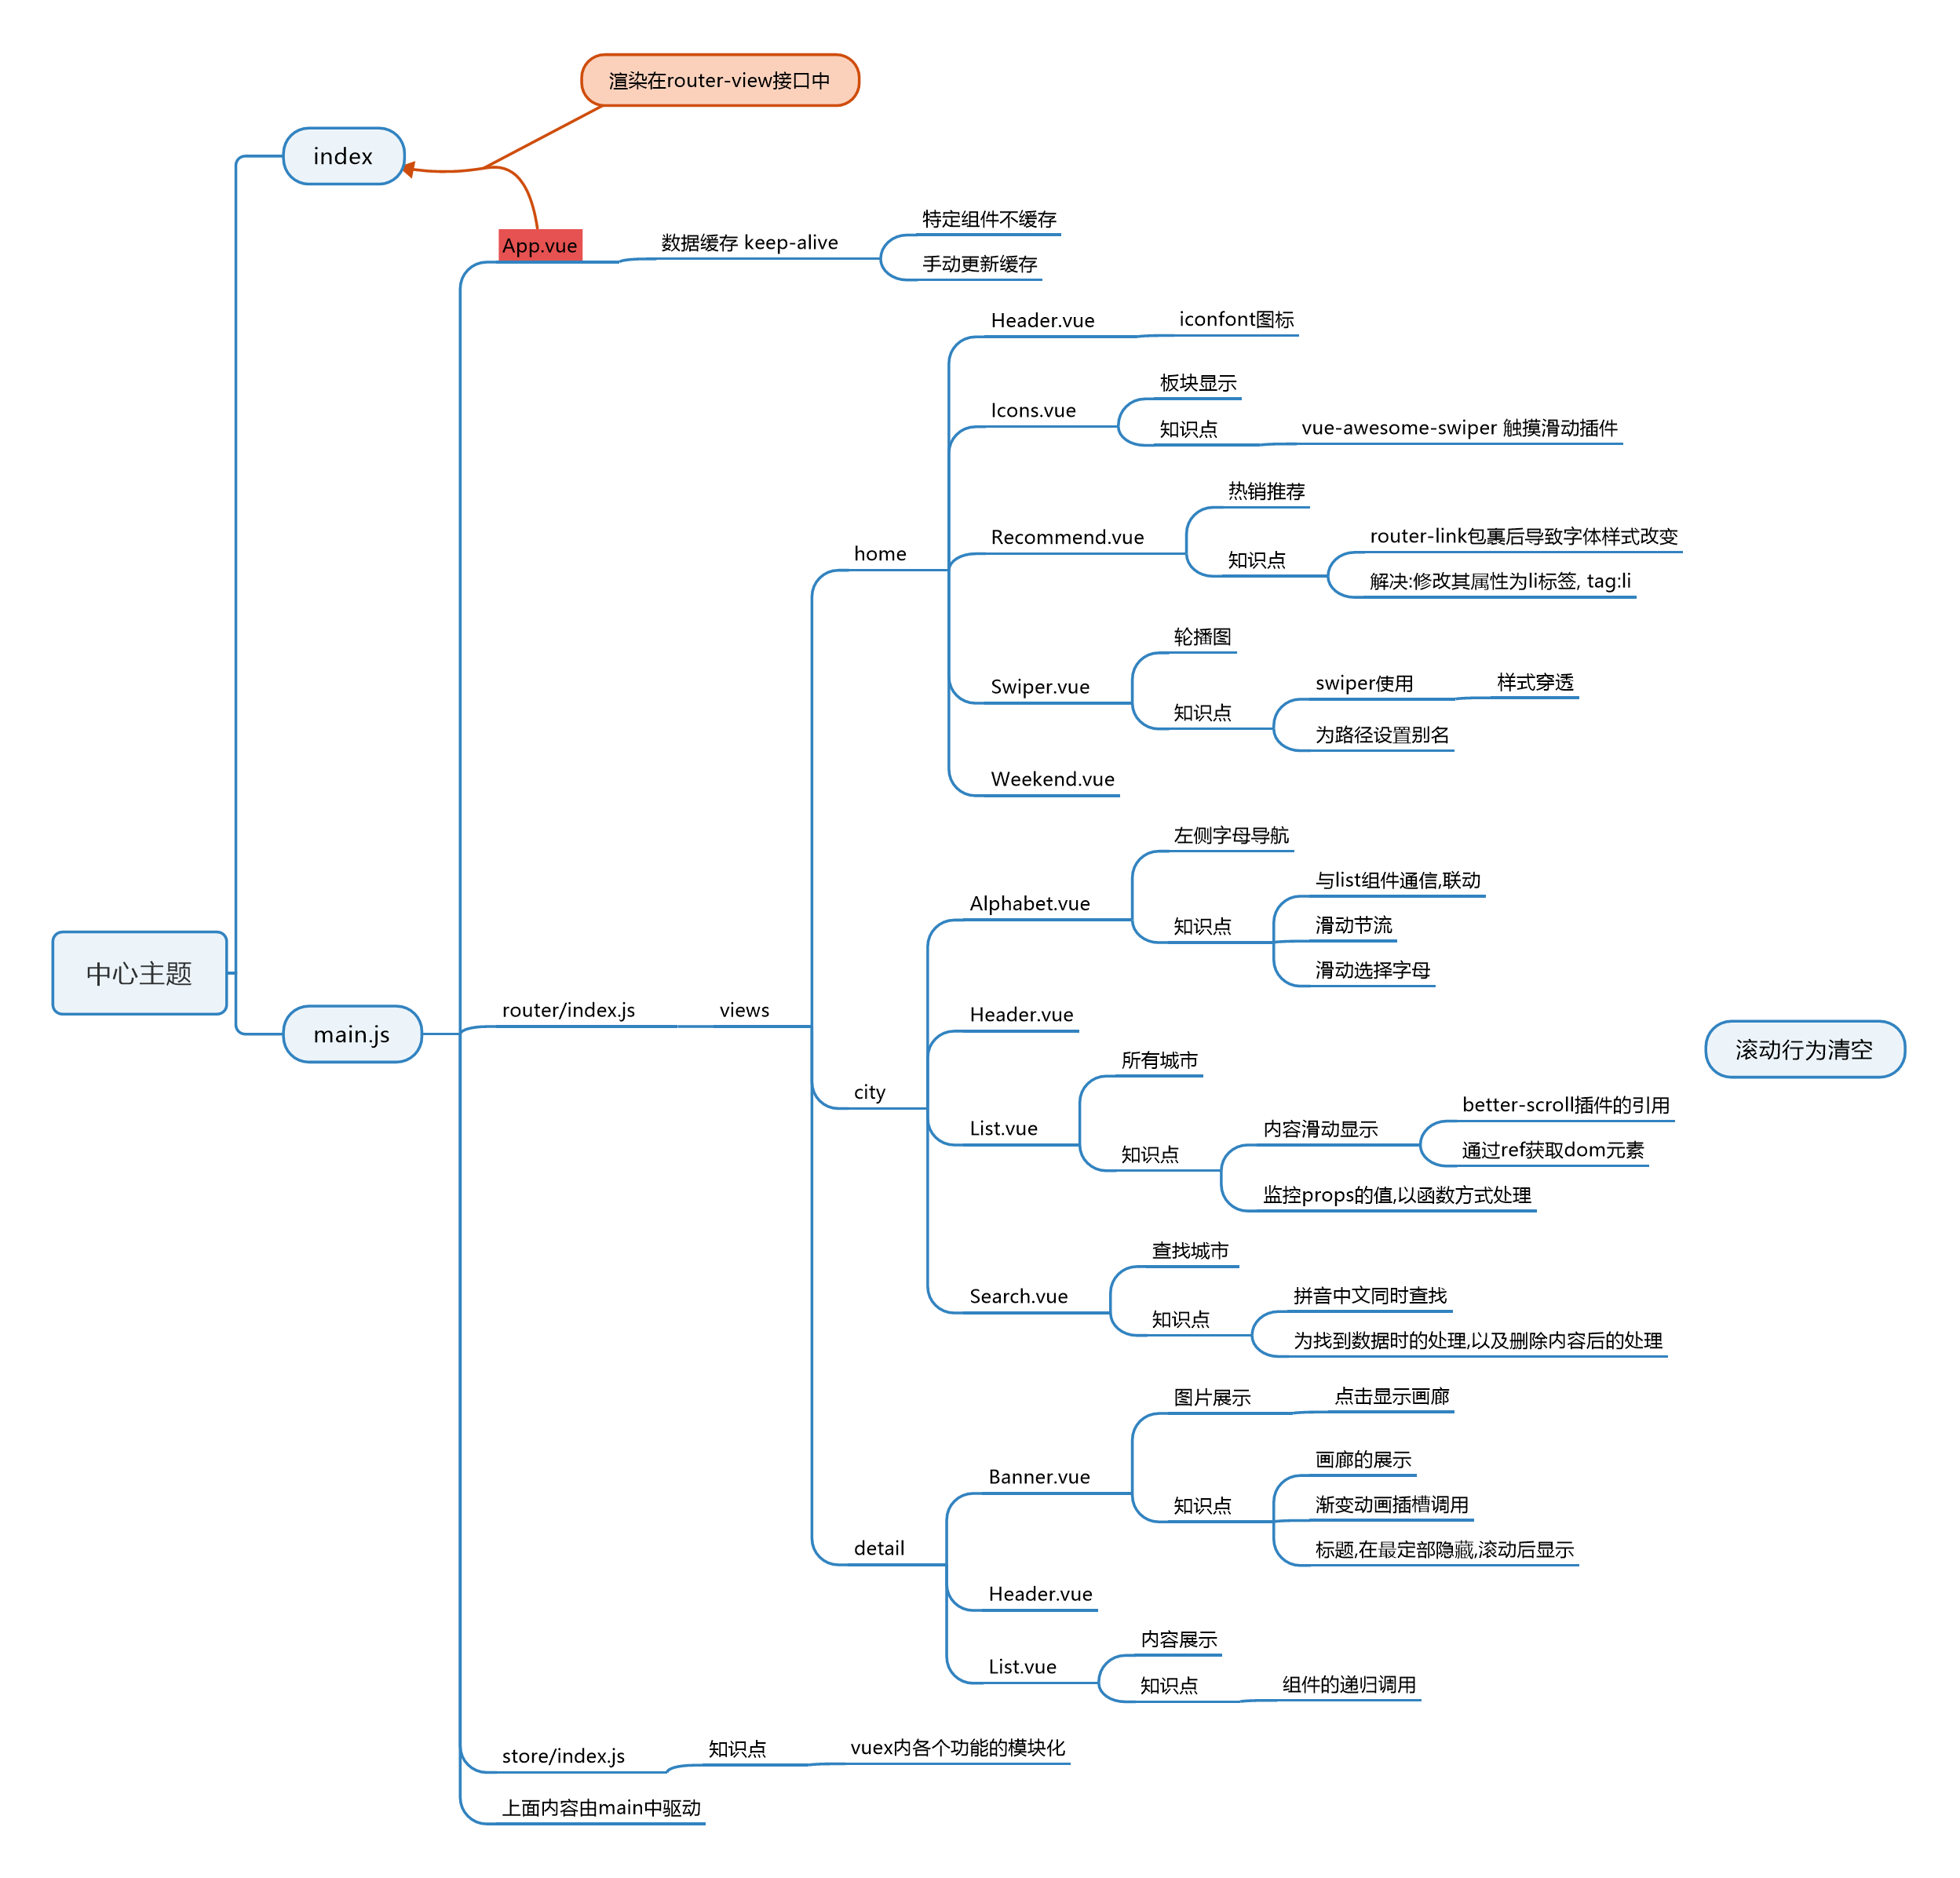 渲染在router-view接口中
index
App.vue
数据缓存 keep-alive
特定组件不缓存
手动更新缓存
Header.vue
iconfont图标
Icons.vue
板块显示
知识点
vue-awesome-swiper 触摸滑动插件
home
Recommend.vue
热销推荐
知识点
router-link包裹后导致字体样式改变
解决:修改其属性为li标签, tag:li
Swiper.vue
轮播图
知识点
swiper使用
样式穿透
为路径设置别名
Weekend.vue
中心主题
main.js
router/index.js
views
city
Alphabet.vue
左侧字母导航
知识点
与list组件通信,联动
滑动节流
滑动选择字母
Header.vue
List.vue
所有城市
知识点
内容滑动显示
better-scroll插件的引用
通过ref获取dom元素
监控props的值,以函数方式处理
滚动行为清空
Search.vue
查找城市
知识点
拼音中文同时查找
为找到数据时的处理,以及删除内容后的处理
detail
Banner.vue
图片展示
点击显示画廊
知识点
画廊的展示
渐变动画插槽调用
标题,在最定部隐藏,滚动后显示
Header.vue
List.vue
内容展示
知识点
组件的递归调用
store/index.js
知识点
vuex内各个功能的模块化
上面内容由main中驱动